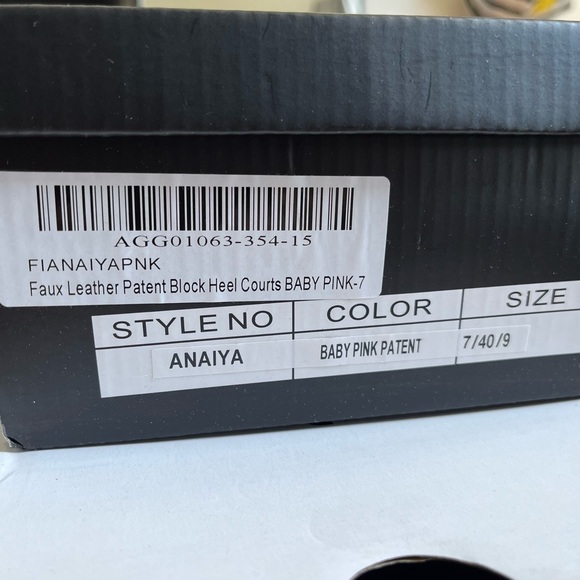 AGG01063-354-15
FIANAIYAPNK
Faux Leather Patent Block Heel Courts BABY PINK-7
STYLE NO COLOR SIZE
ANAIYA BABY PINK PATENT 7/40/9